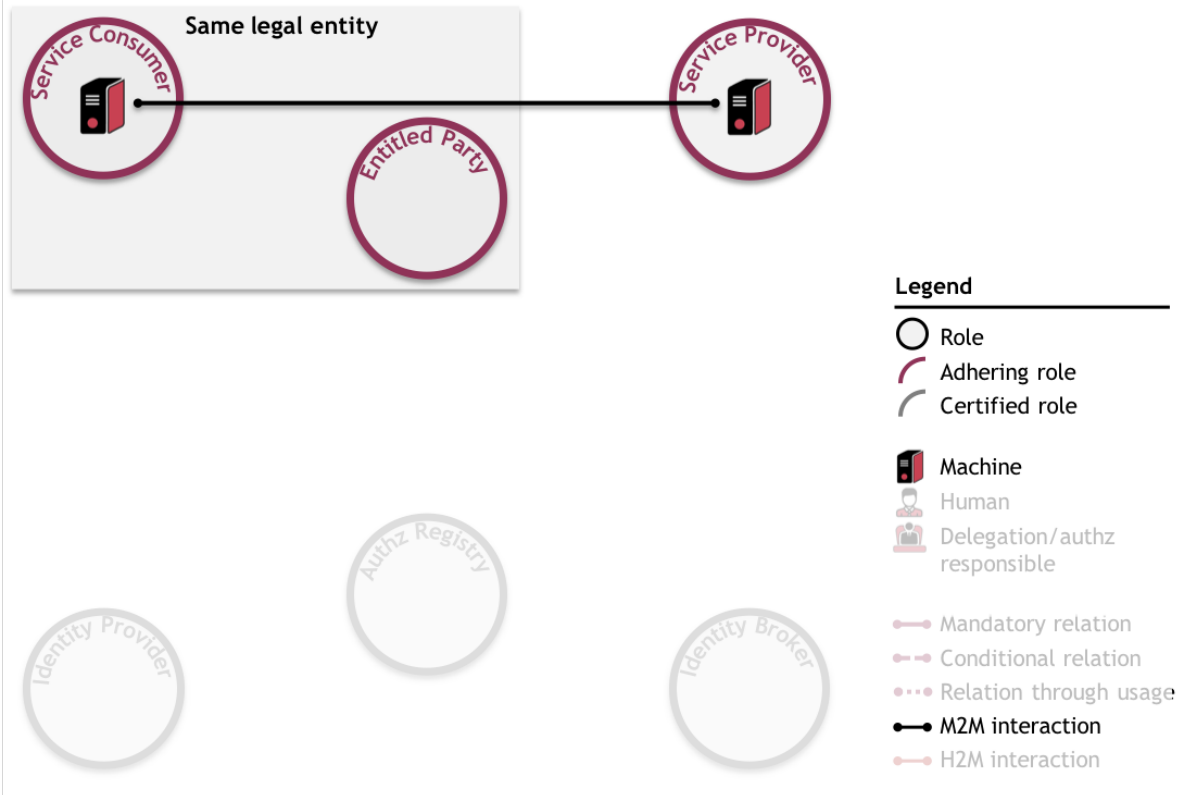 Same legal entity
Service Consumer
Service Provider
Entitled Party
Legend
Role
Adhering role
Certified role
Machine
Human
Delegation/authz
responsible
Authz Registry
Identity Provider
Identity Broker
Mandatory relation
Conditional relation
Relation through usage
M2M interaction
H2M interaction